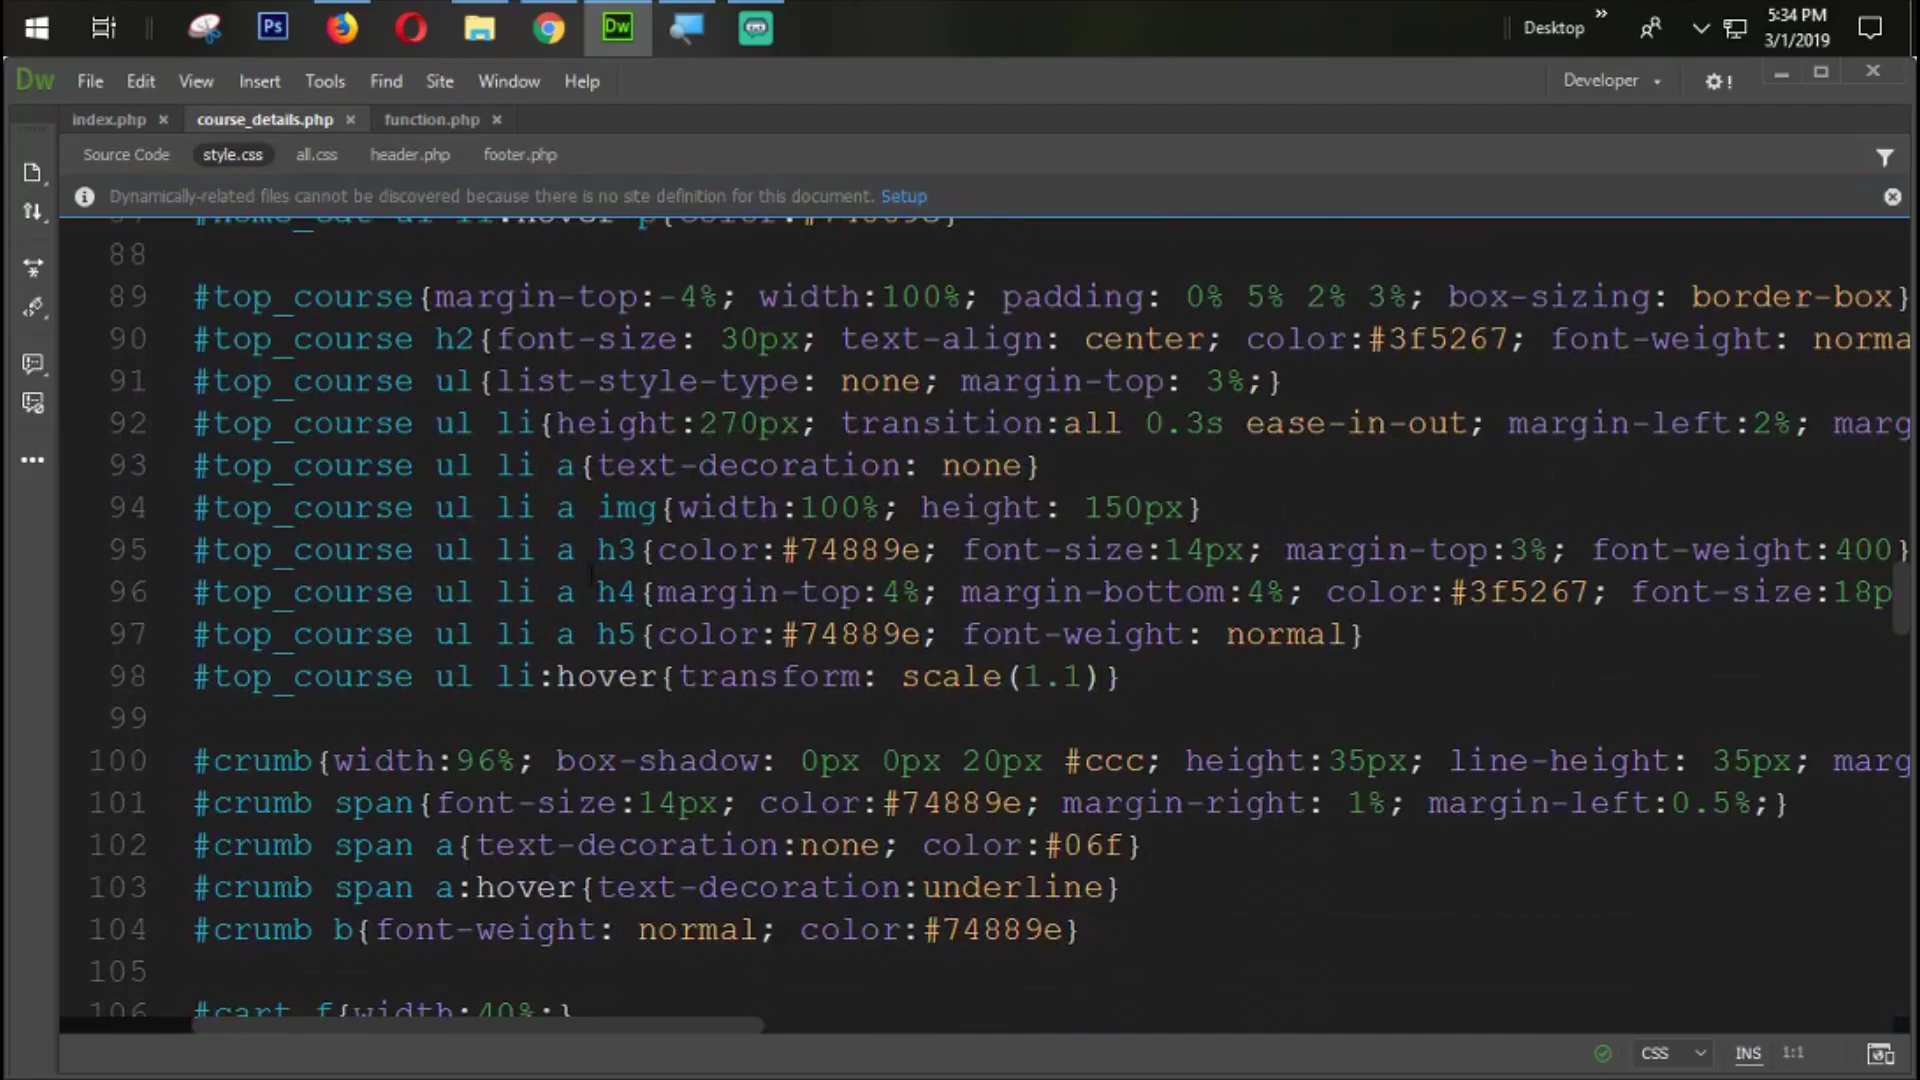 Ps
Dw
Desktop
»
5:34 PM
3/1/2019
Dw File Edit View Insert Tools Find Site Window Help
Developer
index.php course_details.php function.php
Source Code style.css all.css header.php footer.php
Dynamically-related files cannot be discovered because there is no site definition for this document. Setup
88
89 #top_course{margin-top:-4%; width:100%; padding: 0% 5% 2% 3%; box-sizing: border-box}
90 #top_course h2{font-size: 30px; text-align: center; color:#3f5267; font-weight: norma
91 #top_course ul{list-style-type: none; margin-top: 3%;}
92 #top_course ul li{height:270px; transition:all 0.3s ease-in-out; margin-left:2%; marg
93 #top_course ul li a{text-decoration: none}
94 #top_course ul li a img{width:100%; height: 150px}
95 #top_course ul li a h3{color:#74889e; font-size:14px; margin-top:3%; font-weight:400}
96 #top_course ul li a h4{margin-top:4%; margin-bottom:4%; color:#3f5267; font-size:18p
97 #top_course ul li a h5{color:#74889e; font-weight: normal}
98 #top_course ul li:hover{transform: scale(1.1)}
99
100 #crumb{width:96%; box-shadow: 0px 0px 20px #ccc; height:35px; line-height: 35px; marg
101 #crumb span{font-size:14px; color:#74889e; margin-right: 1%; margin-left:0.5%;}
102 #crumb span a{text-decoration:none; color:#06f}
103 #crumb span a:hover{text-decoration:underline}
104 #crumb b{font-weight: normal; color:#74889e}
105
106 #cart f{width:40%;}
CSS INS 1:1